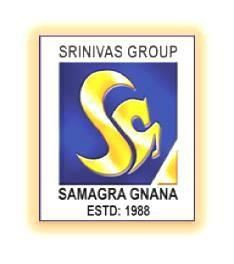 SRINIVAS GROUP
SAMAGRA GNANA
ESTD: 1988